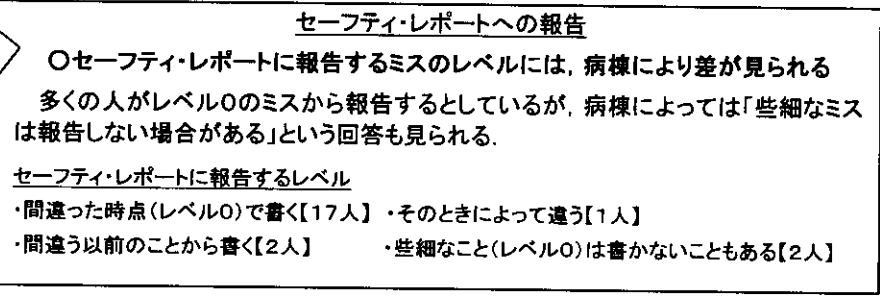 セーフティ・レポートへの報告
○セーフティ・レポートに報告するミスのレベルには，病棟により差が見られる
多くの人がレベル0のミスから報告するとしているが，病棟によっては「些細なミス
は報告しない場合がある」という回答も見られる．
セーフティ・レポートに報告するレベル
・間違った時点(レベル0)で書く【17人】 ・そのときによって違う【1人】
・間違う以前のことから書く【2人】 ・些細なこと(レベル0)は書かないこともある【2人】